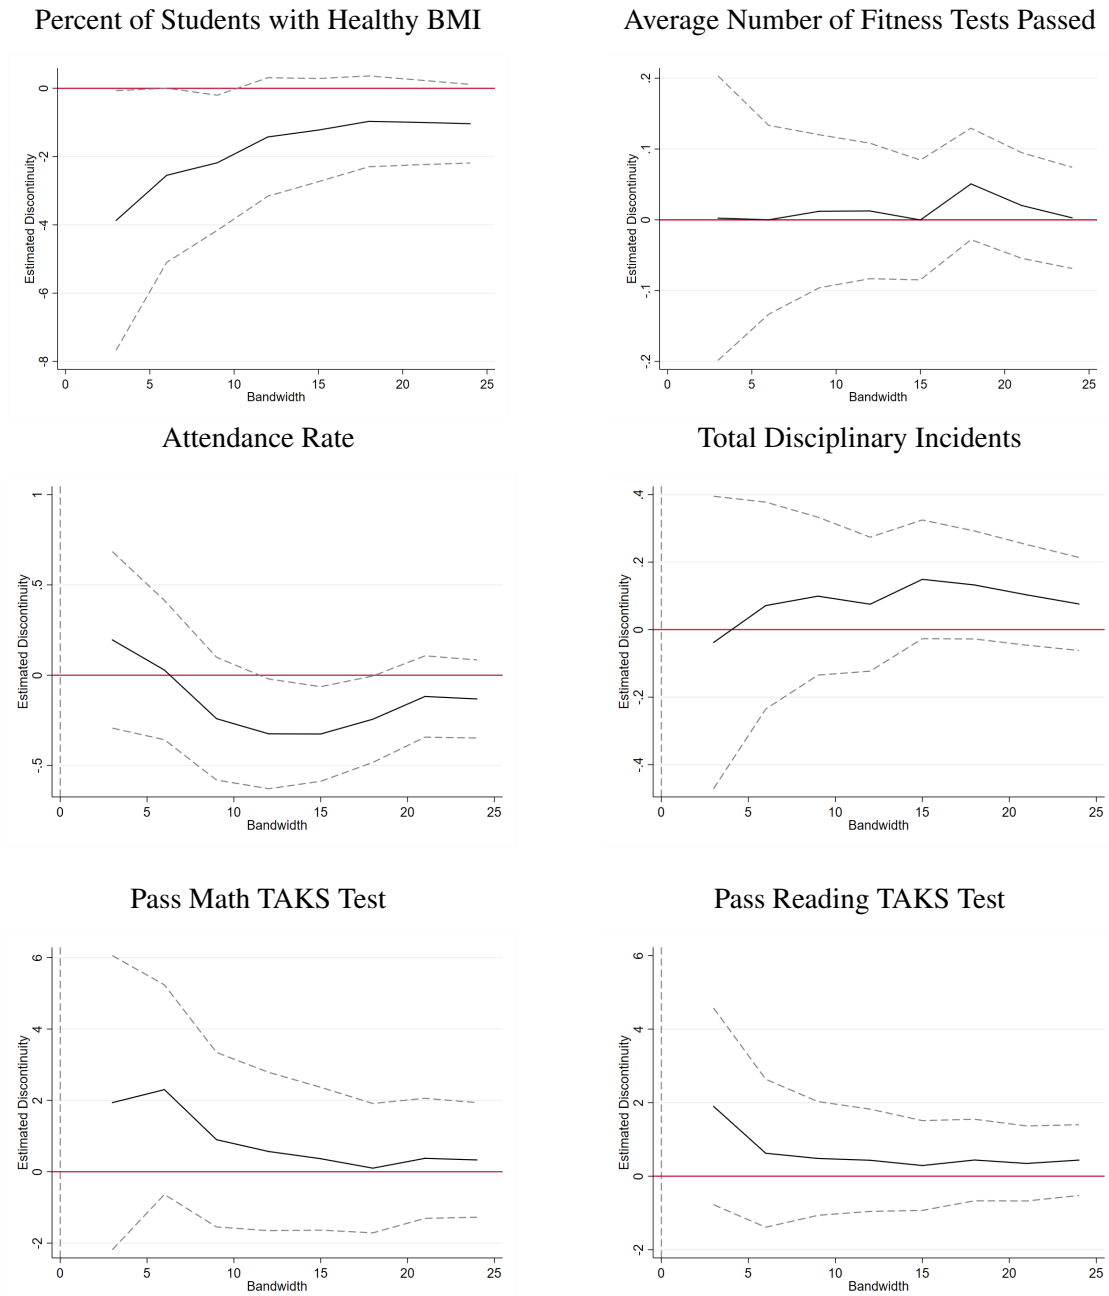 Percent of Students with Healthy BMI
Estimated Discontinuity
0
-2
-4
-6
-8
0 5 10 15 20 25
Bandwidth
Average Number of Fitness Tests Passed
Estimated Discontinuity
.2
.1
0
-.1
-.2
0 5 10 15 20 25
Bandwidth
Attendance Rate
Estimated Discontinuity
1
.5
0
-.5
0 5 10 15 20 25
Bandwidth
Total Disciplinary Incidents
Estimated Discontinuity
.4
.2
0
-.2
-.4
0 5 10 15 20 25
Bandwidth
Pass Math TAKS Test
Estimated Discontinuity
6
4
2
0
-2
0 5 10 15 20 25
Bandwidth
Pass Reading TAKS Test
Estimated Discontinuity
6
4
2
0
-2
0 5 10 15 20 25
Bandwidth